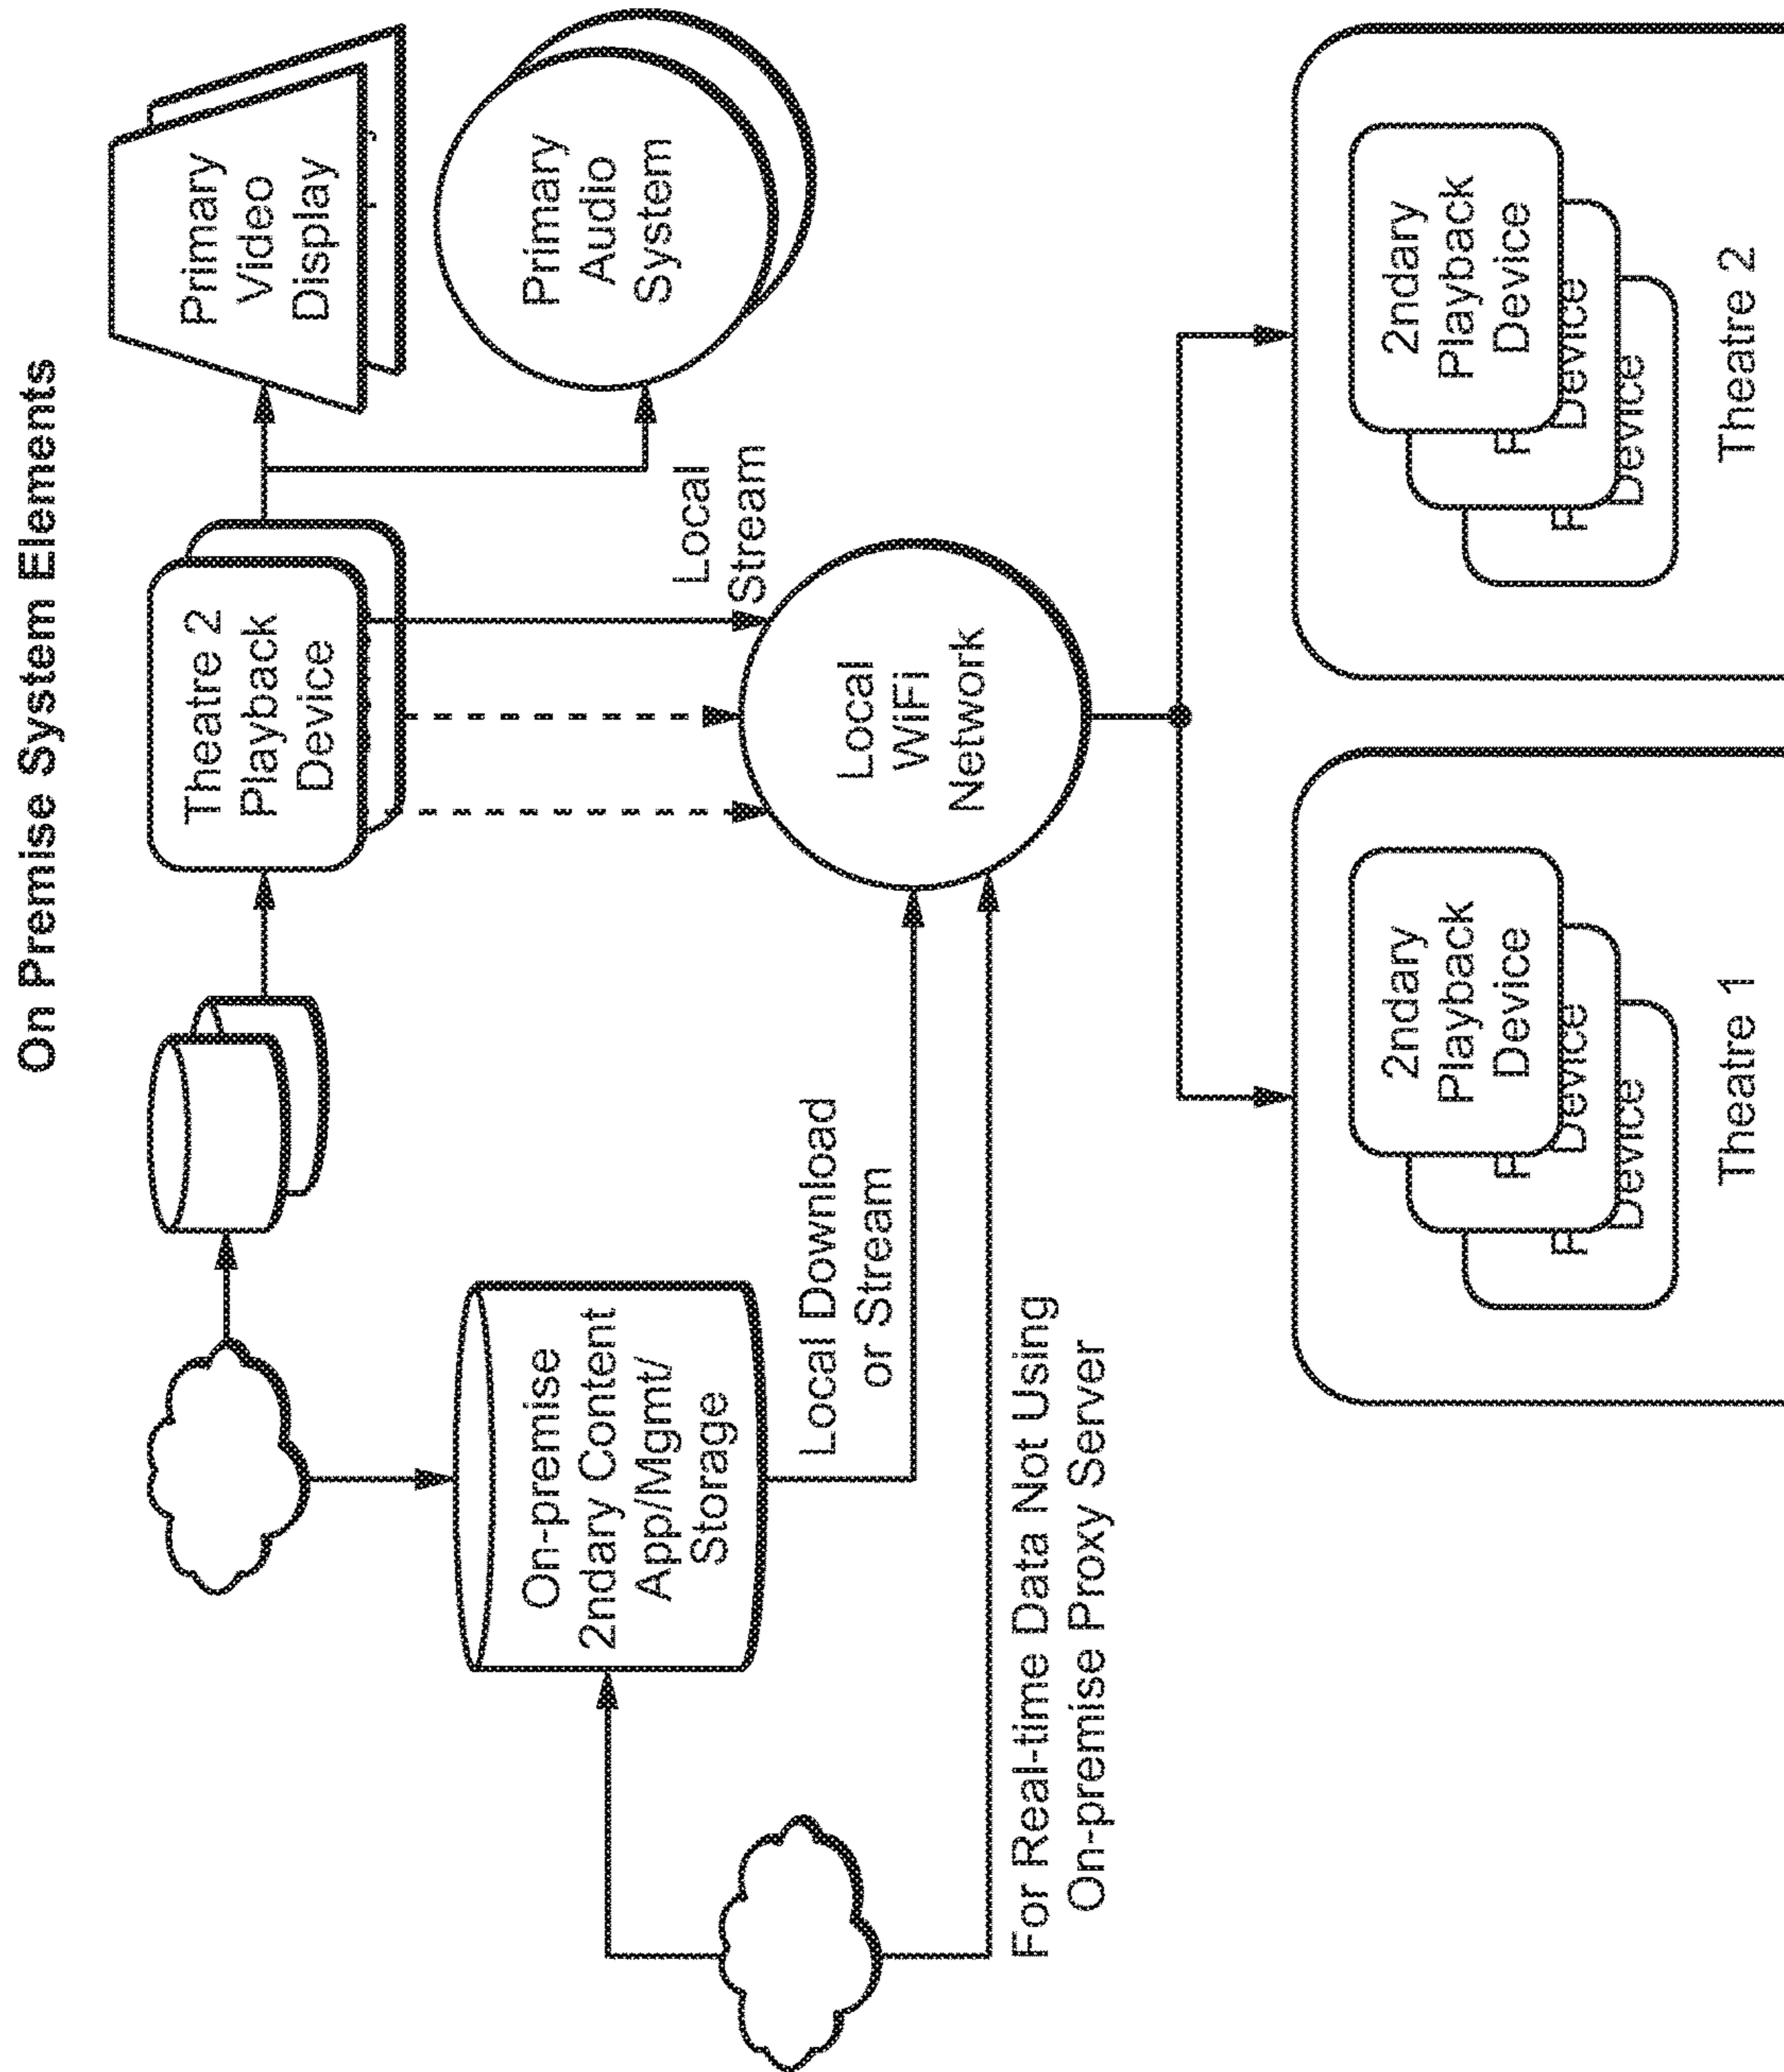 On Premise System Elements
Theatre 2
Playback
Device
Primary
Video
Display
Primary
Audio
System
Local
Stream
On-premise
2ndary Content
App/Mgmt/
Storage
Local Download
or Stream
Local
WiFi
Network
For Real-time Data Not Using
On-premise Proxy Server
2ndary
Playback
Device
Device
Device
Theatre 1
2ndary
Playback
Device
Device
Device
Theatre 2